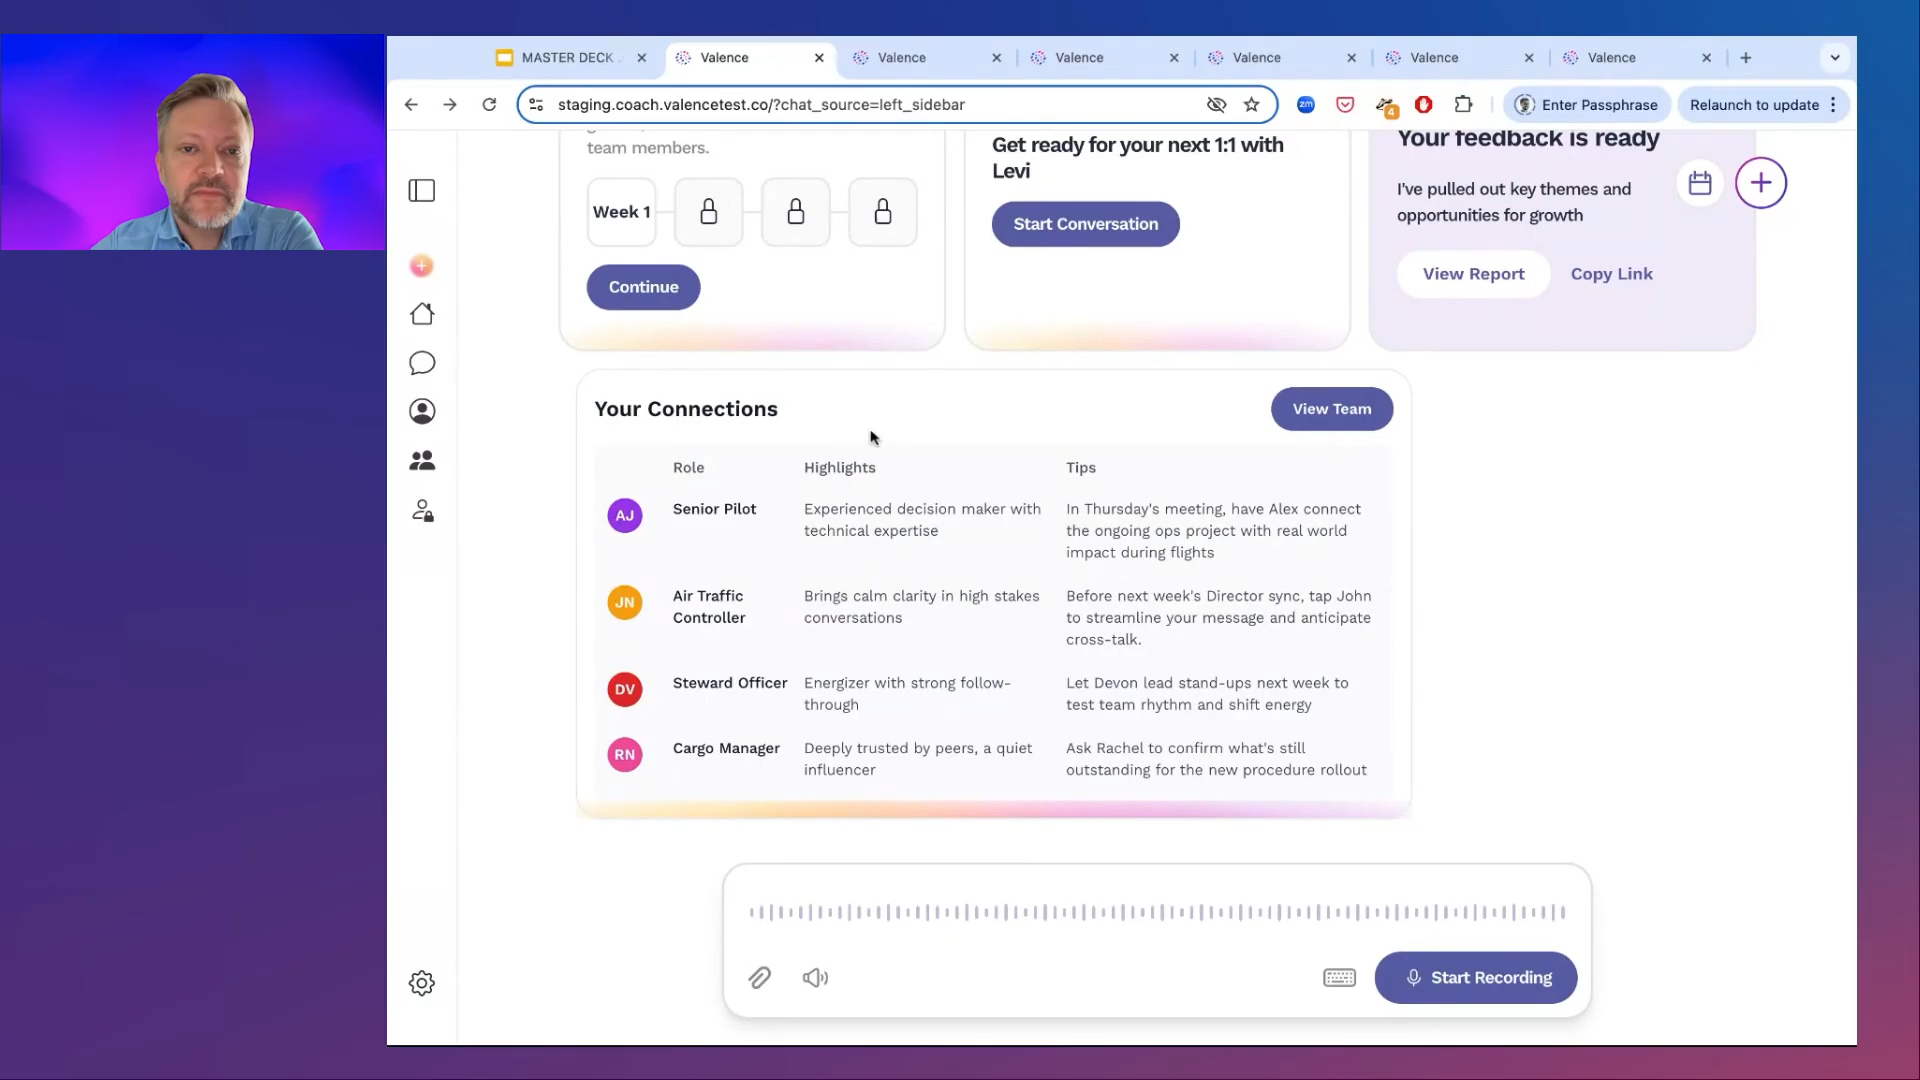 MASTER DECK
Valence
Valence
Valence
Valence
Valence
Valence
staging.coach.valencetest.co/?chat_source=left_sidebar
zm
4
Enter Passphrase
Relaunch to update
team members.
Week 1
Continue
Get ready for your next 1:1 with
Levi
Start Conversation
Your feedback is ready
I've pulled out key themes and
opportunities for growth
View Report
Copy Link
Your Connections
View Team
Role
Highlights
Tips
AJ
Senior Pilot
Experienced decision maker with
technical expertise
In Thursday's meeting, have Alex connect
the ongoing ops project with real world
impact during flights
JN
Air Traffic
Controller
Brings calm clarity in high stakes
conversations
Before next week's Director sync, tap John
to streamline your message and anticipate
cross-talk.
DV
Steward Officer
Energizer with strong follow-
through
Let Devon lead stand-ups next week to
test team rhythm and shift energy
RN
Cargo Manager
Deeply trusted by peers, a quiet
influencer
Ask Rachel to confirm what's still
outstanding for the new procedure rollout
Start Recording